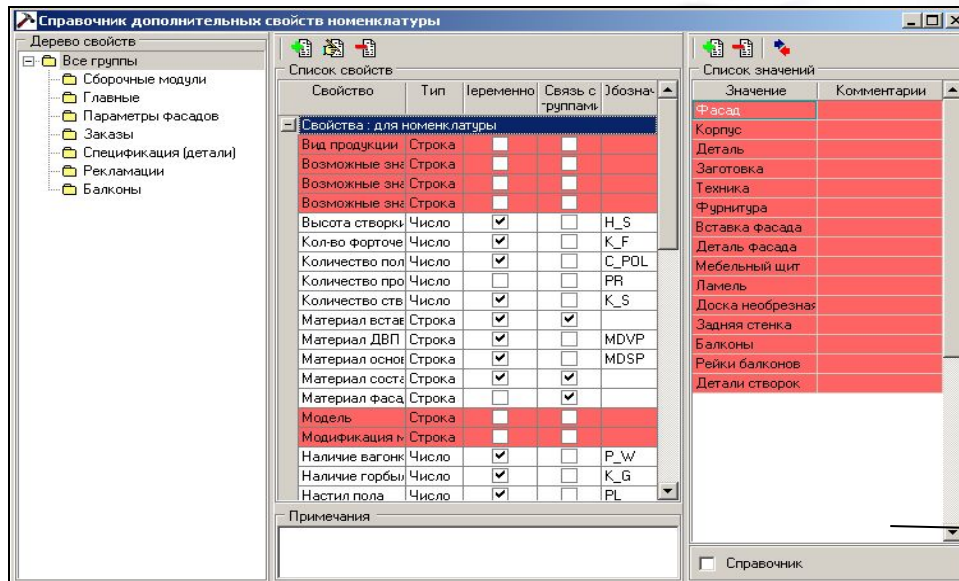 Справочник дополнительных свойств номенклатуры
Дерево свойств
Все группы
Сборочные модули
Главные
Параметры фасадов
Заказы
Спецификация (детали)
Рекламации
Балконы
Список свойств
Свойство Тип Іеременно Связь с группами Обознач
Свойства : для номенклатуры
Вид продукции Строка
Возможные зна Строка
Возможные зна Строка
Возможные зна Строка
Высота створки Число H_S
Кол-во форточе Число K_F
Количество пол Число C_POL
Количество про Число PR
Количество ств Число K_S
Материал встав Строка
Материал ДВП Строка MDVP
Материал основ Строка MDSP
Материал соста Строка
Материал фаса Строка
Модель Строка
Модификация м Строка
Наличие вагонк Число P_W
Наличие горбыл Число K_G
Настил пола Число PL
Примечания
Список значений
Значение Комментарии
Фасад
Корпус
Деталь
Заготовка
Техника
Фурнитура
Вставка фасада
Деталь фасада
Мебельный щит
Ламель
Доска необрезная
Задняя стенка
Балконы
Рейки балконов
Детали створок
Справочник